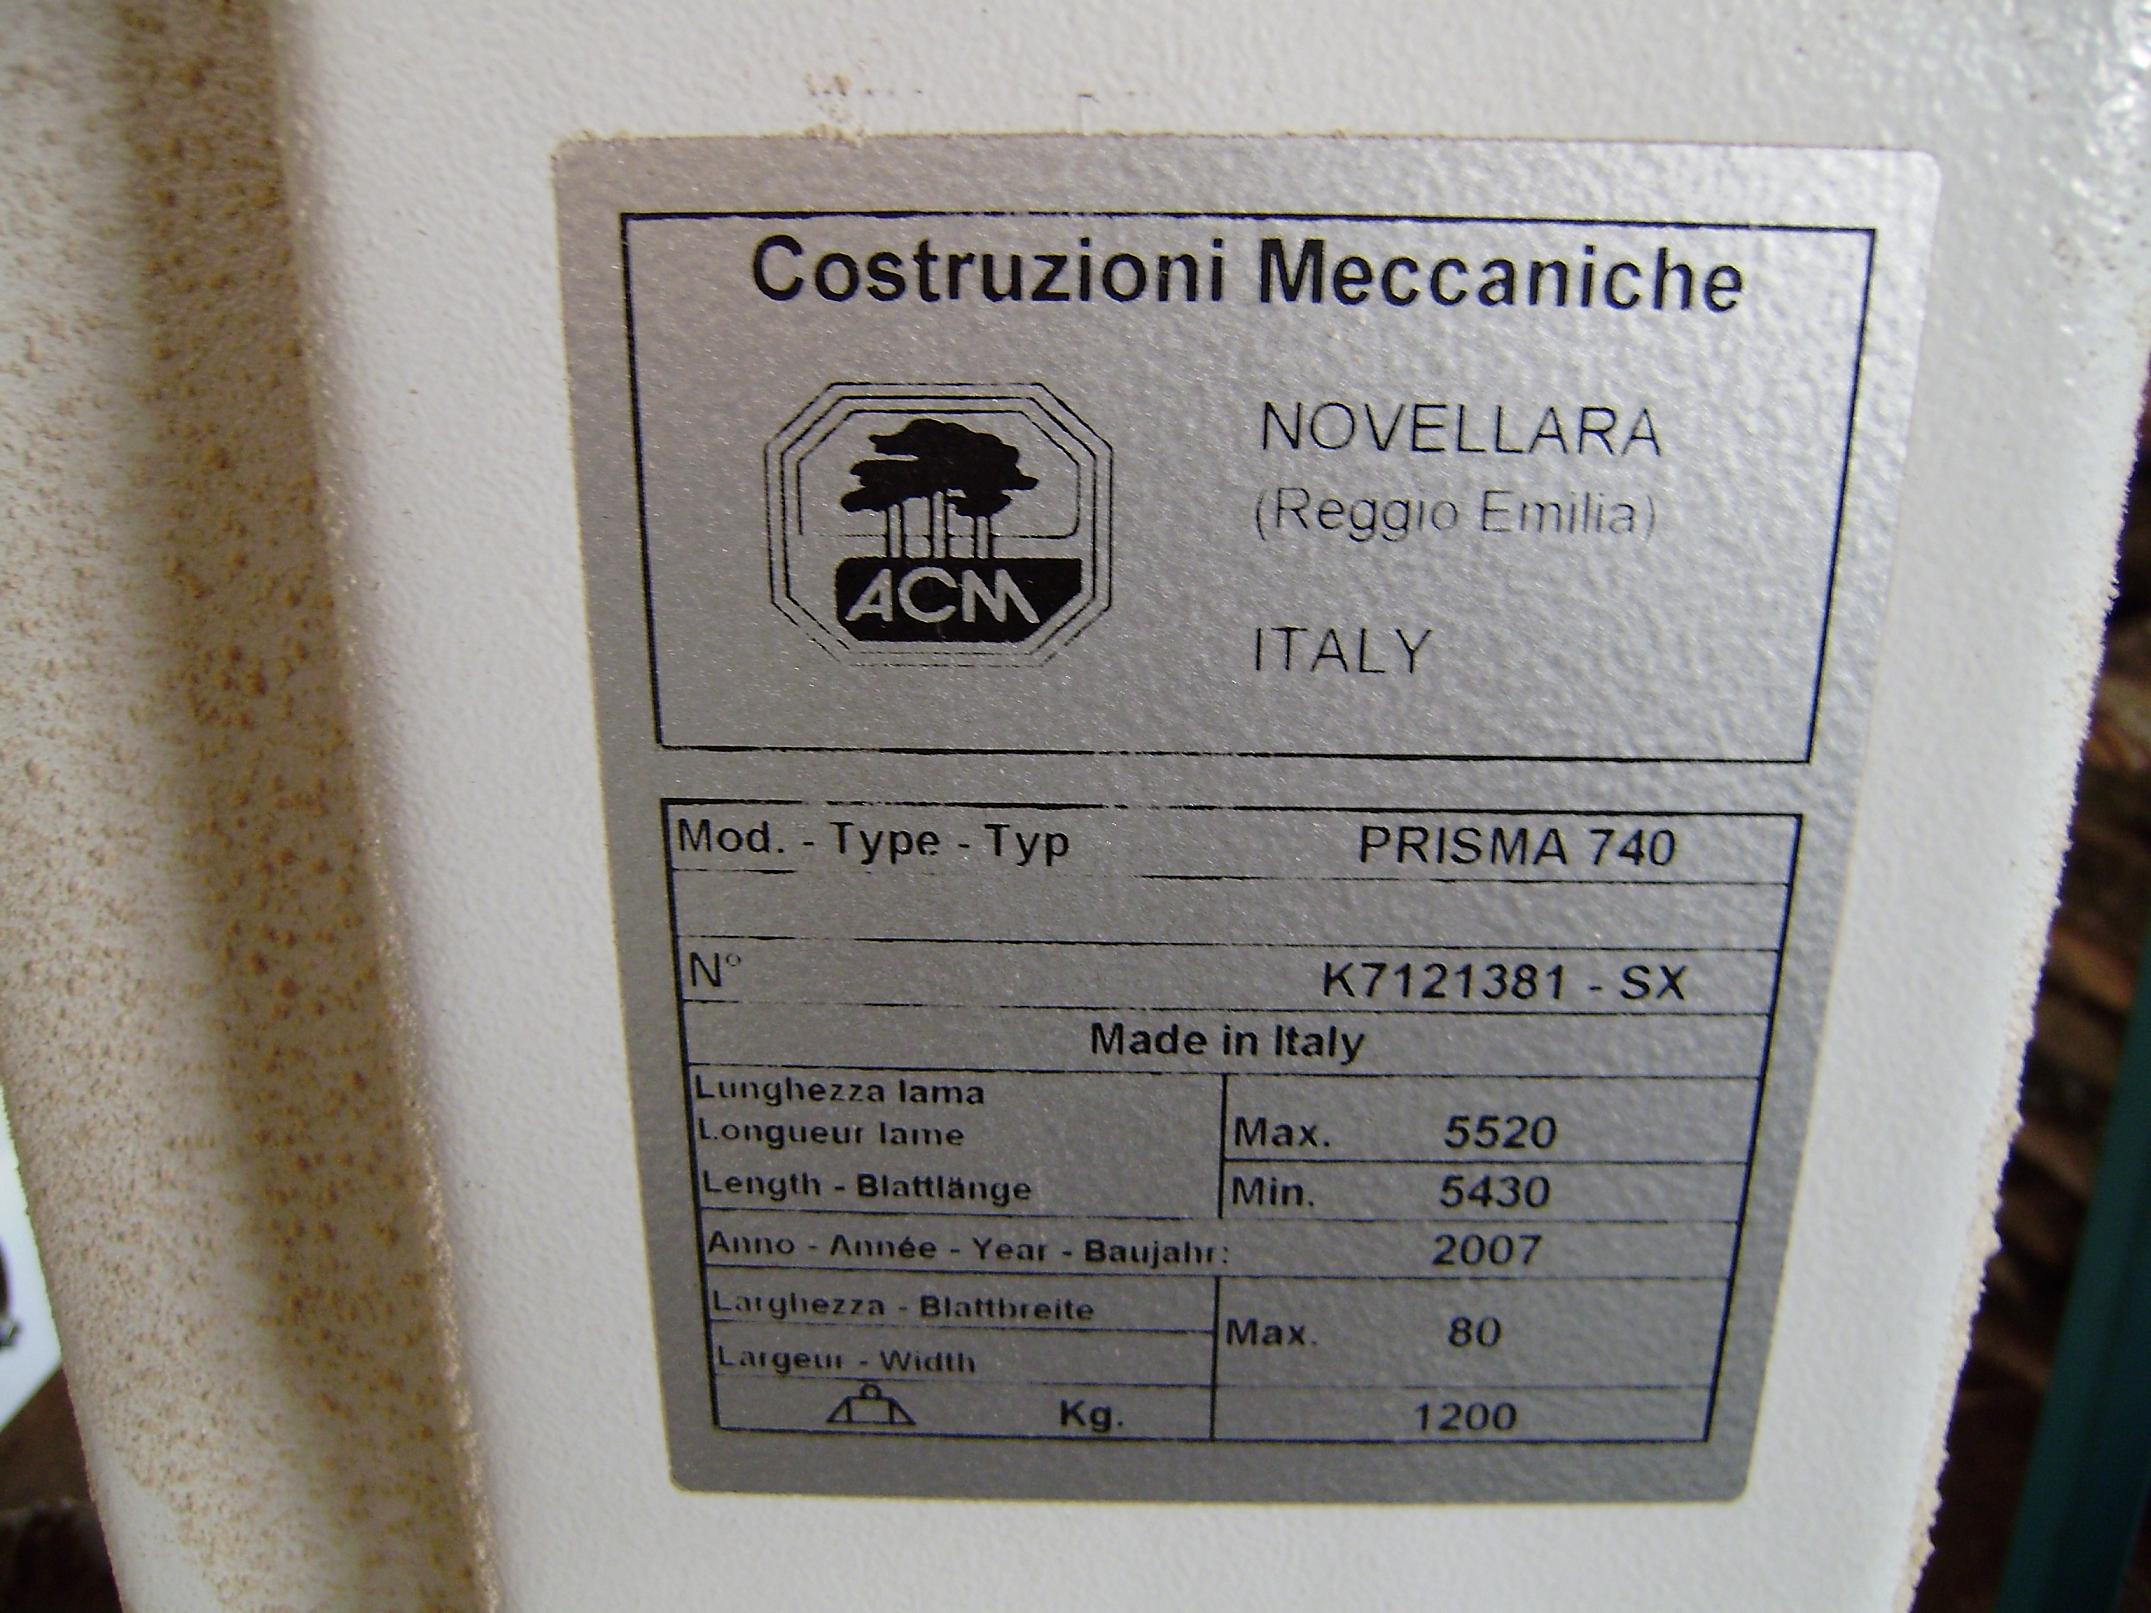 Costruzioni Meccaniche
ACM
NOVELLARA
(Reggio Emilia)
ITALY
Mod. - Type - Typ PRISMA 740
N° K7121381 - SX
Made in Italy
Lunghezza lama
Longueur lame
Max. 5520
Length - Blattlänge
Min. 5430
Anno - Année - Year - Baujahr: 2007
Larghezza - Blattbreite
Largeur - Width
Max. 80
Kg. 1200